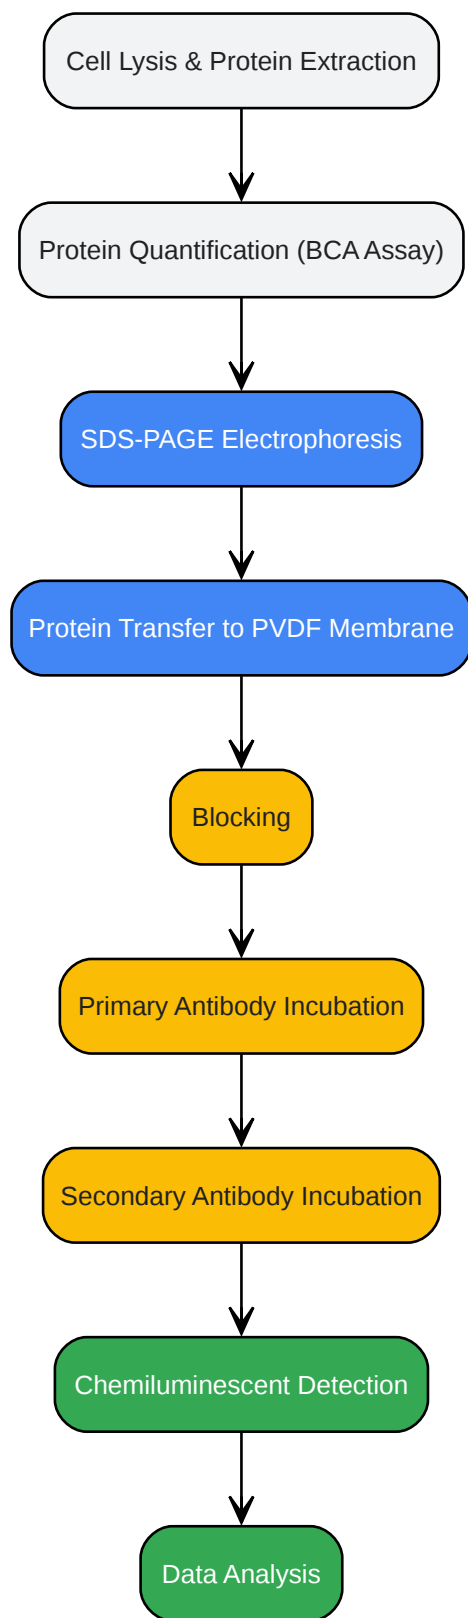 Cell Lysis & Protein Extraction
Protein Quantification (BCA Assay)
SDS-PAGE Electrophoresis
Protein Transfer to PVDF Membrane
Blocking
Primary Antibody Incubation
Secondary Antibody Incubation
Chemiluminescent Detection
Data Analysis